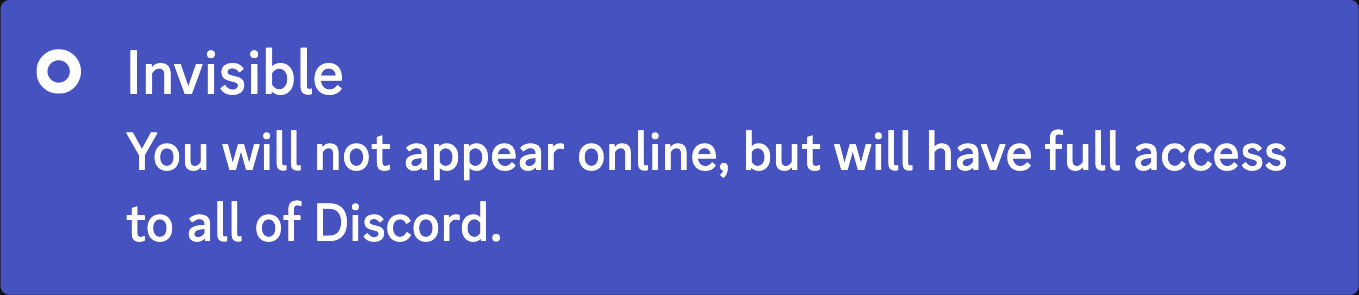 Invisible
You will not appear online, but will have full access
to all of Discord.